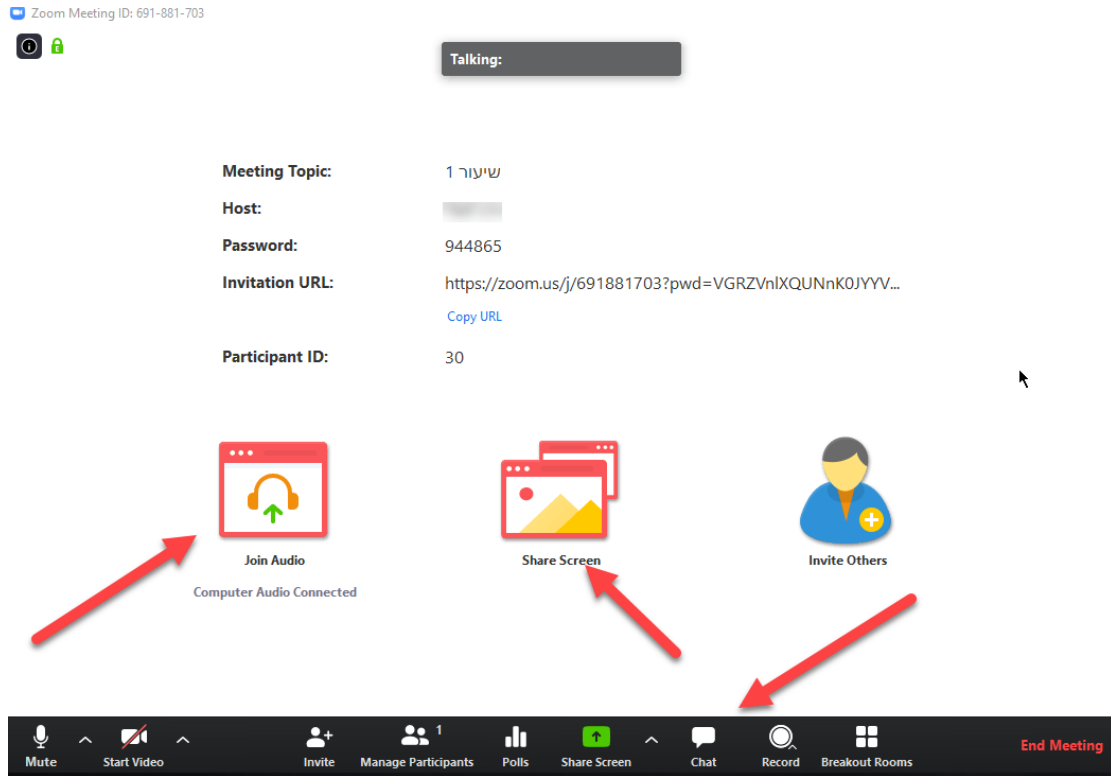 Zoom Meeting ID: 691-881-703
Talking:
Meeting Topic: שיעור 1
Host:
Password: 944865
Invitation URL: https://zoom.us/j/691881703?pwd=VGRZVnlXQUNnK0JYYV...
Copy URL
Participant ID: 30
Join Audio Share Screen Invite Others
Computer Audio Connected
1
Mute Start Video Invite Manage Participants Polls Share Screen Chat Record Breakout Rooms End Meeting